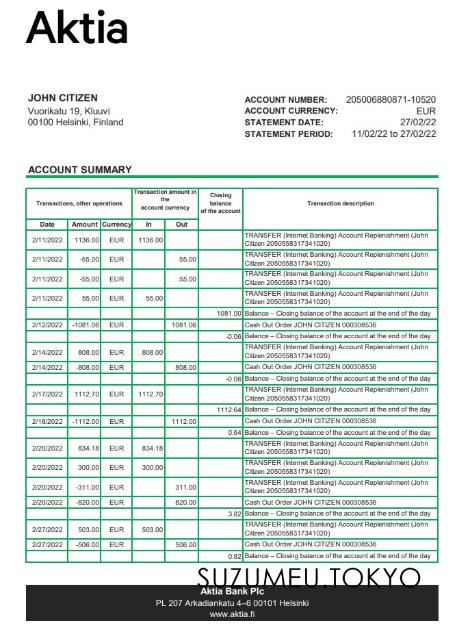 Aktia
JOHN CITIZEN
Vuorikatu 19, Kluuvi
00100 Helsinki, Finland
ACCOUNT NUMBER: 205006880871-10520
ACCOUNT CURRENCY: EUR
STATEMENT DATE: 27/02/22
STATEMENT PERIOD: 11/02/22 to 27/02/22
ACCOUNT SUMMARY
Transactions, other operations
Transaction amount in
the
account currency
Closing
balance
of the account
Transaction description
Date Amount Currency In Out
2/11/2022 1136.00 EUR 1136.00 TRANSFER (Internet Banking) Account Replenishment (John
Citizen 2050558317341020)
2/11/2022 -55.00 EUR 55.00 TRANSFER (Internet Banking) Account Replenishment (John
Citizen 2050558317341020)
2/11/2022 -55.00 EUR 55.00 TRANSFER (Internet Banking) Account Replenishment (John
Citizen 2050558317341020)
2/11/2022 55.00 EUR 55.00 TRANSFER (Internet Banking) Account Replenishment (John
Citizen 2050558317341020)
1081.00 Balance – Closing balance of the account at the end of the day
2/12/2022 -1081.06 EUR 1081.06 Cash Out Order JOHN CITIZEN 000308536
-0.06 Balance – Closing balance of the account at the end of the day
2/14/2022 808.00 EUR 808.00 TRANSFER (Internet Banking) Account Replenishment (John
Citizen 2050558317341020)
2/14/2022 -808.00 EUR 808.00 Cash Out Order JOHN CITIZEN 000308536
-0.06 Balance – Closing balance of the account at the end of the day
2/17/2022 1112.70 EUR 1112.70 TRANSFER (Internet Banking) Account Replenishment (John
Citizen 2050558317341020)
1112.64 Balance – Closing balance of the account at the end of the day
2/18/2022 -1112.00 EUR 1112.00 Cash Out Order JOHN CITIZEN 000308536
0.64 Balance – Closing balance of the account at the end of the day
2/20/2022 634.18 EUR 634.18 TRANSFER (Internet Banking) Account Replenishment (John
Citizen 2050558317341020)
2/20/2022 300.00 EUR 300.00 TRANSFER (Internet Banking) Account Replenishment (John
Citizen 2050558317341020)
2/20/2022 -311.00 EUR 311.00 TRANSFER (Internet Banking) Account Replenishment (John
Citizen 2050558317341020)
2/20/2022 -820.00 EUR 820.00 Cash Out Order JOHN CITIZEN 000308536
3.82 Balance – Closing balance of the account at the end of the day
2/27/2022 503.00 EUR 503.00 TRANSFER (Internet Banking) Account Replenishment (John
Citizen 2050558317341020)
2/27/2022 -506.00 EUR 506.00 Cash Out Order JOHN CITIZEN 000308536
0.82 Balance – Closing balance of the account at the end of the day
SUZUMEU.TOKYO
Aktia Bank Plc
PL 207 Arkadiankatu 4–6 00101 Helsinki
www.aktia.fi